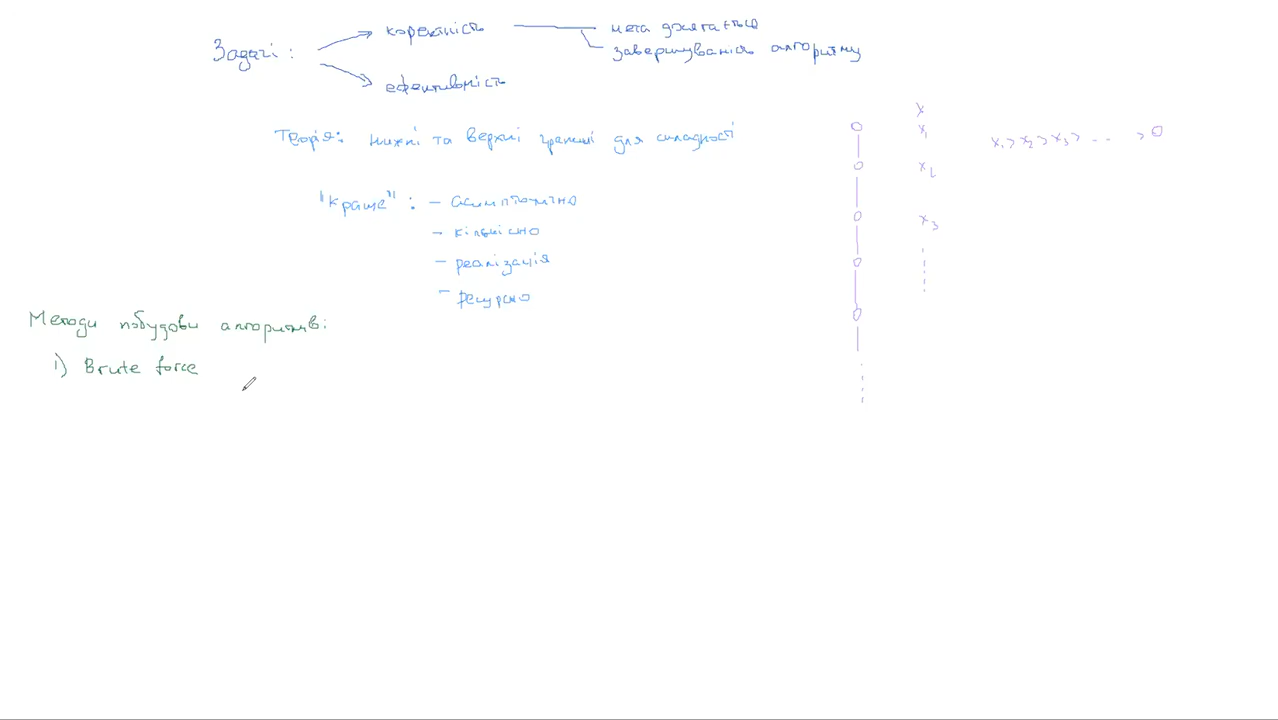 Задачі: коректність
мета досягається
завершуваність алгоритму
ефективність
Теорія: нижні та верхні границі для складності
"Краще": - асимптотично
- кількісно
- реалізація
- ресурсно
x
x₁
x₂
x₃
x₁ > x₂ > x₃ > .... > 0
Методи побудови алгоритмів:
1) Brute force